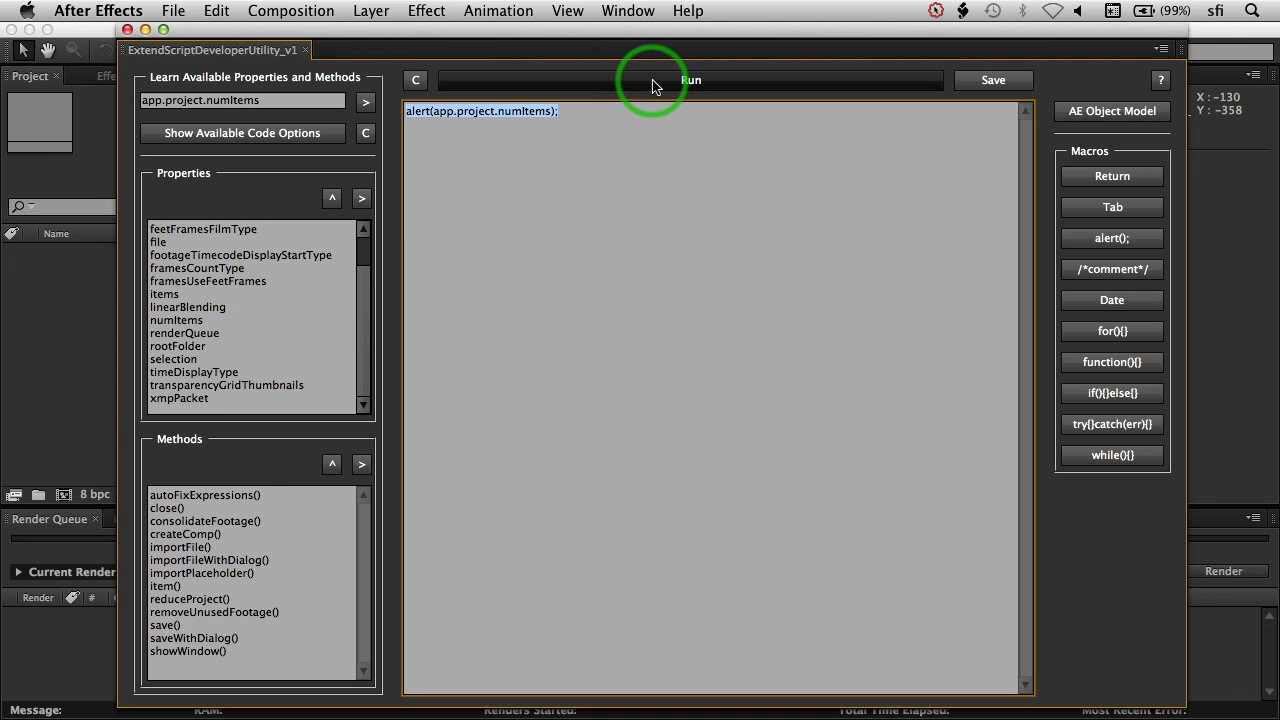 After Effects File Edit Composition Layer Effect Animation View Window Help (99%) sfi
ExtendScriptDeveloperUtility_v1 ×
Project × Effe
Learn Available Properties and Methods
C Run Save ?
app.project.numItems >
alert(app.project.numItems);
X : -130
Y : -358
AE Object Model
Show Available Code Options C
Macros
Return
Tab
alert();
/*comment*/
Date
for(){}
function(){}
if(){}else{}
try{}catch(err){}
while(){}
Properties
^ >
Name
feetFramesFilmType
file
footageTimecodeDisplayStartType
framesCountType
framesUseFeetFrames
items
linearBlending
numItems
renderQueue
rootFolder
selection
timeDisplayType
transparencyGridThumbnails
xmpPacket
Methods
^ >
autoFixExpressions()
close()
consolidateFootage()
createComp()
importFile()
importFileWithDialog()
importPlaceholder()
item()
reduceProject()
removeUnusedFootage()
save()
saveWithDialog()
showWindow()
8 bpc
Render Queue ×
Current Render
Render
Render #
Message: RAM: Renders Started: Total Time Elapsed: Most Recent Error: